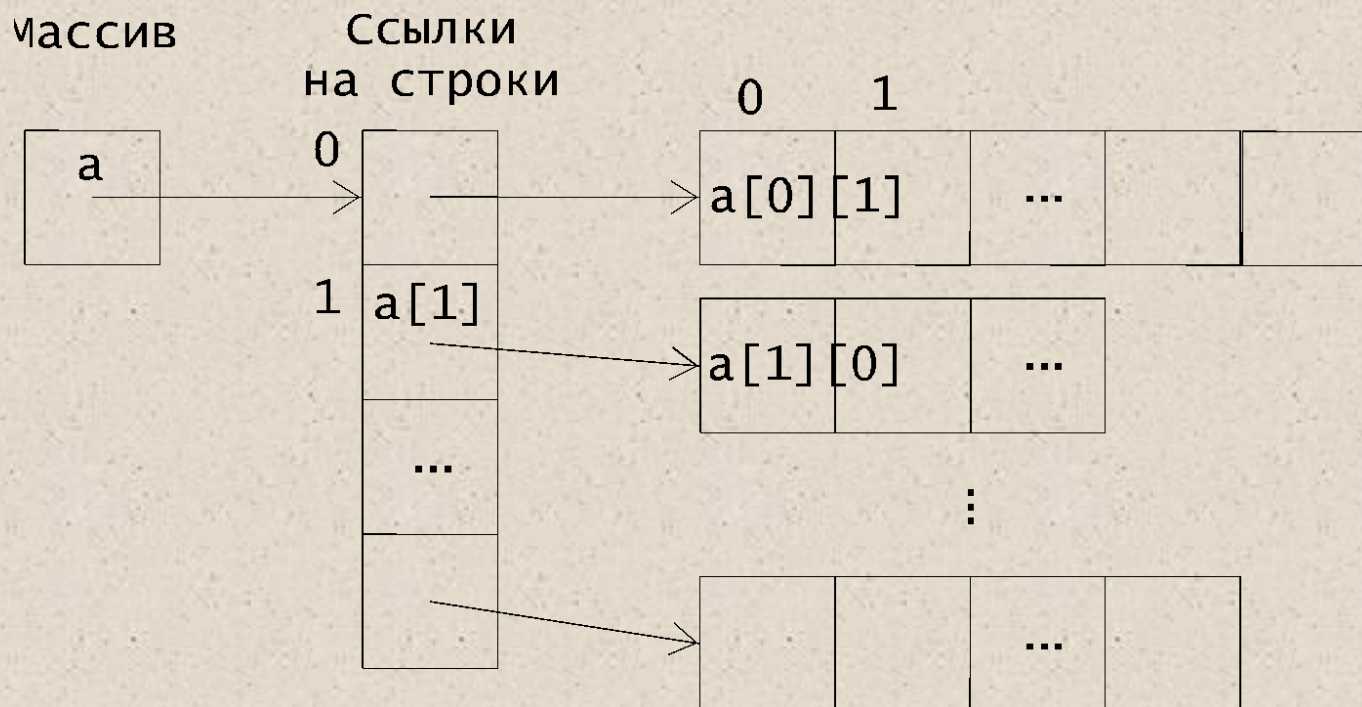 Массив
Ссылки
на строки
0 1
a
0
a[0][1] ...
1 a[1]
a[1][0] ...
...
⋮
...